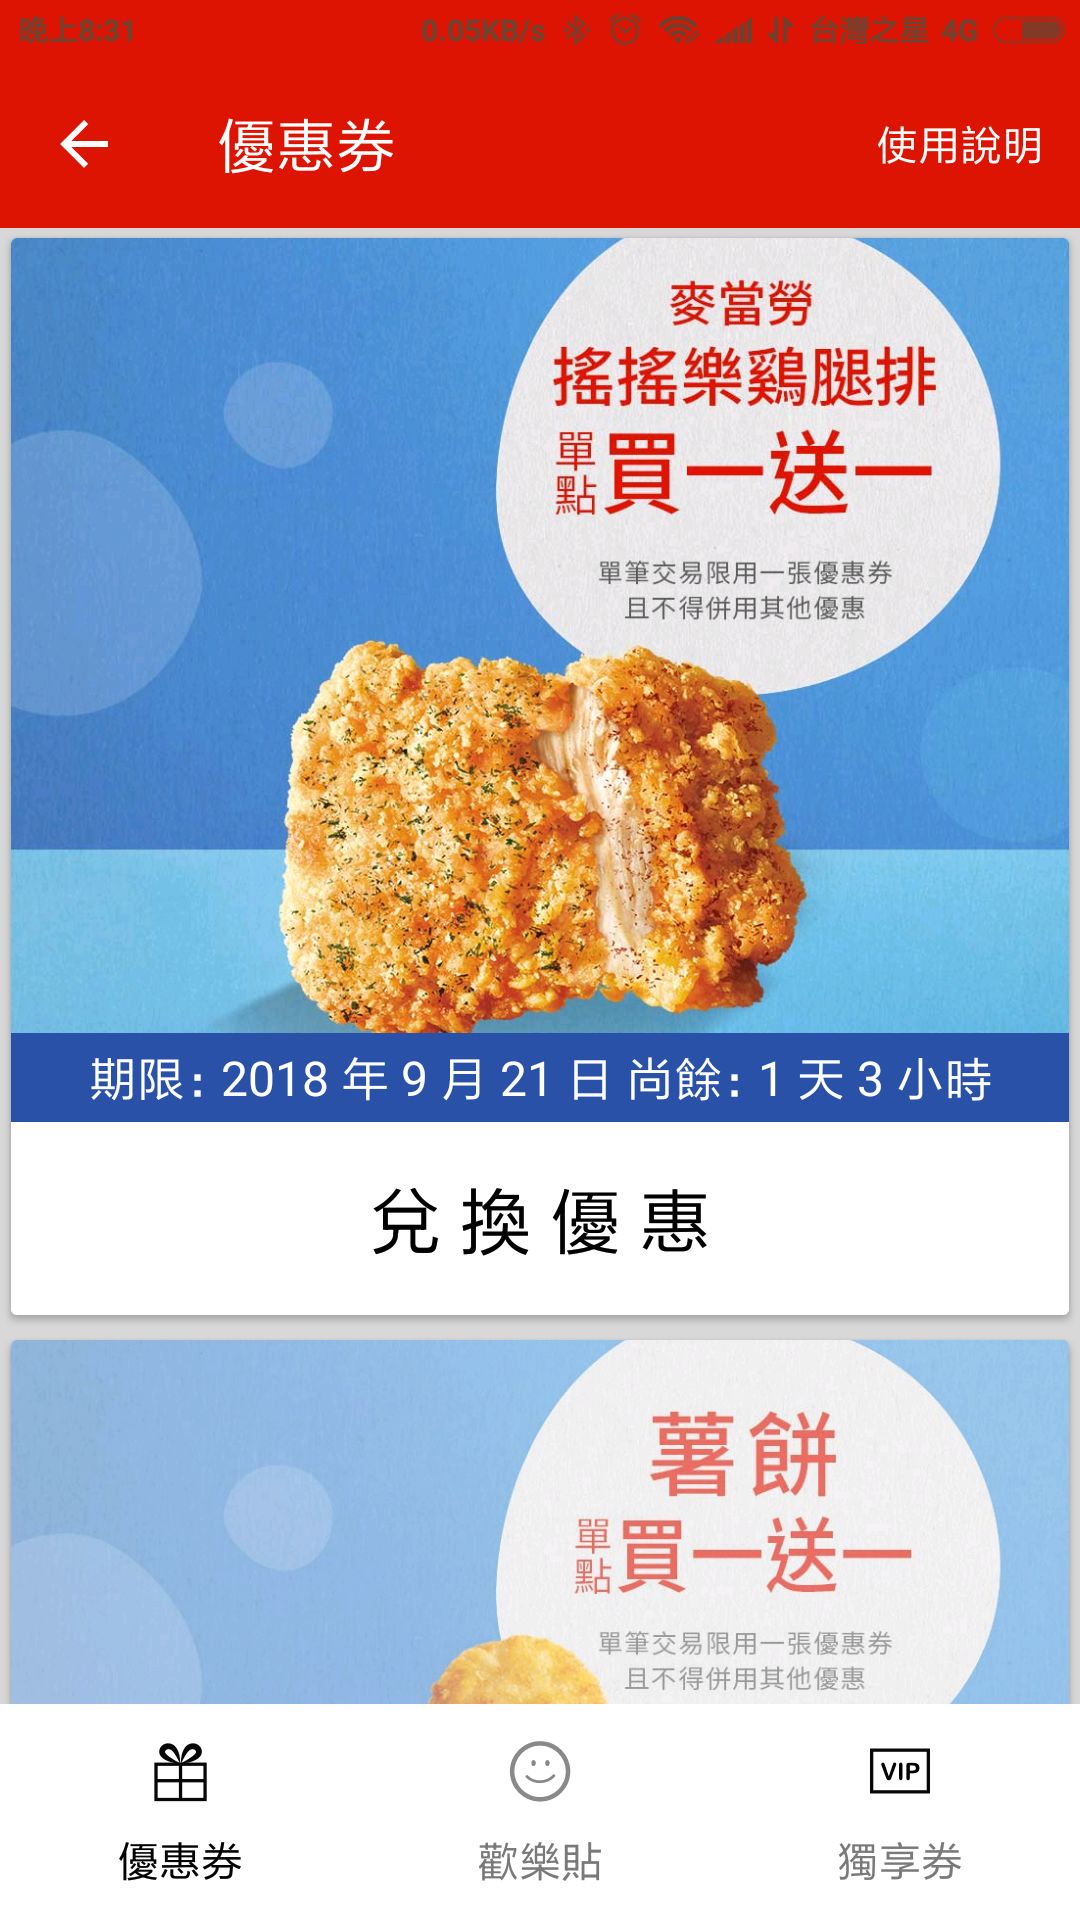 晚上8:31 0.05KB/s 台灣之星 4G
優惠券 使用說明
麥當勞
搖搖樂鷄腿排
單點 買一送一
單筆交易限用一張優惠券
且不得併用其他優惠
期限: 2018 年 9 月 21 日 尚餘: 1 天 3 小時
兌換優惠
薯餅
單點 買一送一
單筆交易限用一張優惠券
且不得併用其他優惠
VIP
優惠券 歡樂貼 獨享券